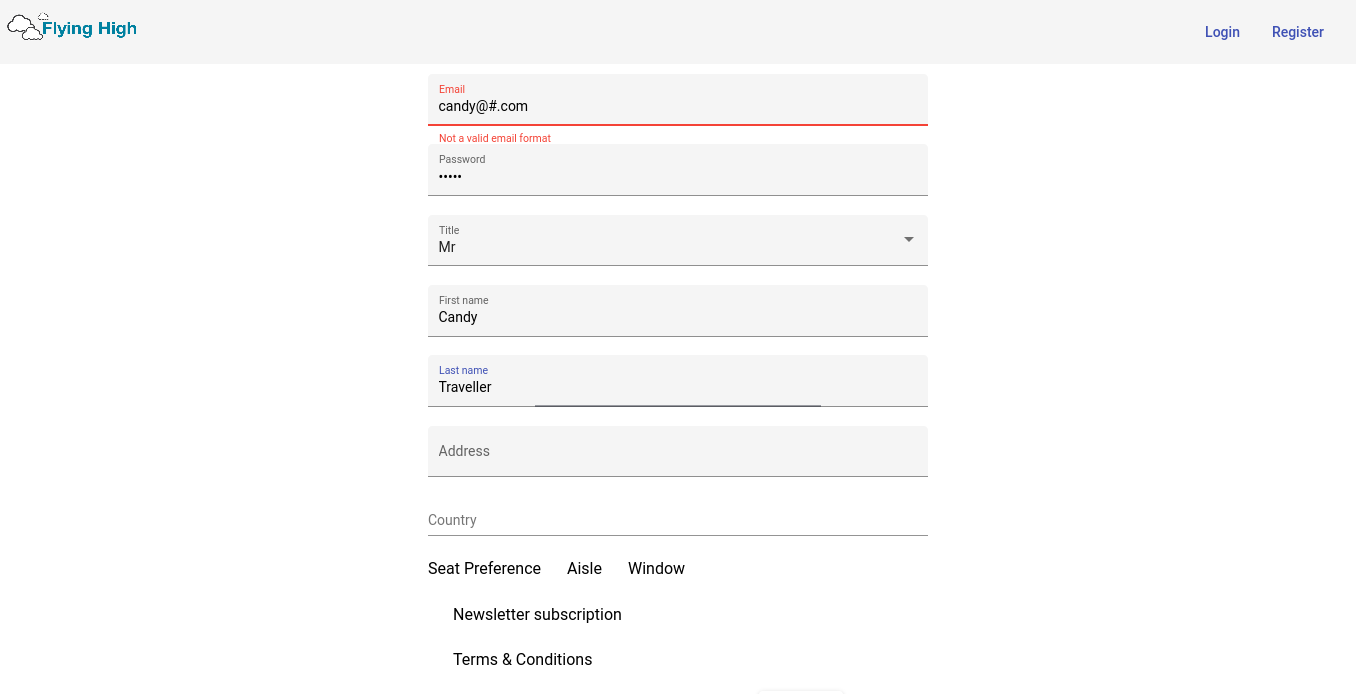 Flying High
Login Register
Email
candy@#.com
Not a valid email format
Password
•••••
Title
Mr
First name
Candy
Last name
Traveller
Address
Country
Seat Preference Aisle Window
Newsletter subscription
Terms & Conditions